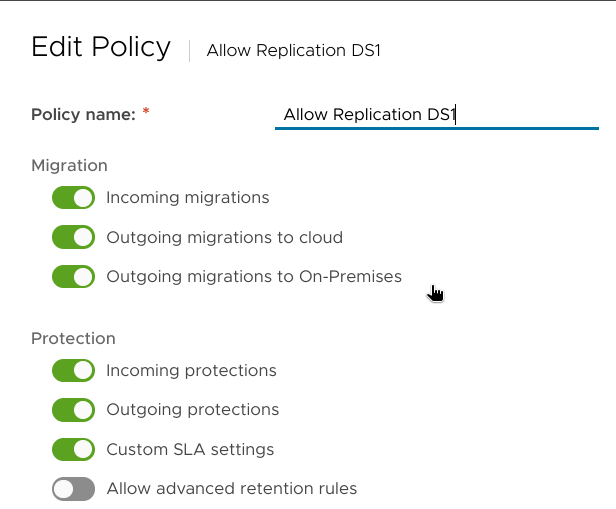 Edit Policy | Allow Replication DS1
Policy name: * Allow Replication DS1
Migration
Incoming migrations
Outgoing migrations to cloud
Outgoing migrations to On-Premises
Protection
Incoming protections
Outgoing protections
Custom SLA settings
Allow advanced retention rules